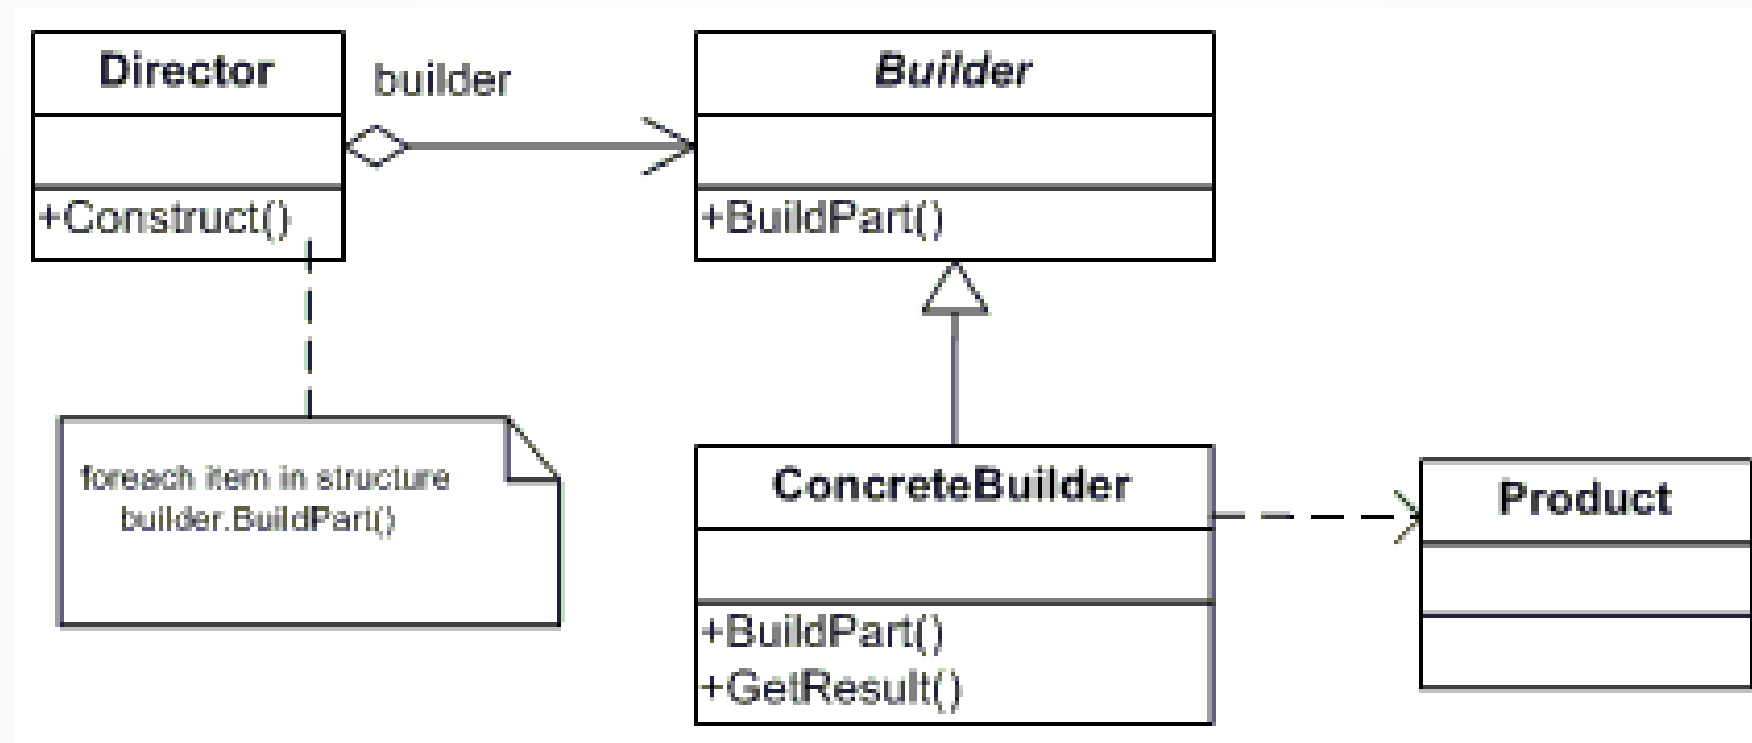 Director
builder
Builder
+Construct()
+BuildPart()
foreach item in structure
builder.BuildPart()
ConcreteBuilder
+BuildPart()
+GetResult()
Product